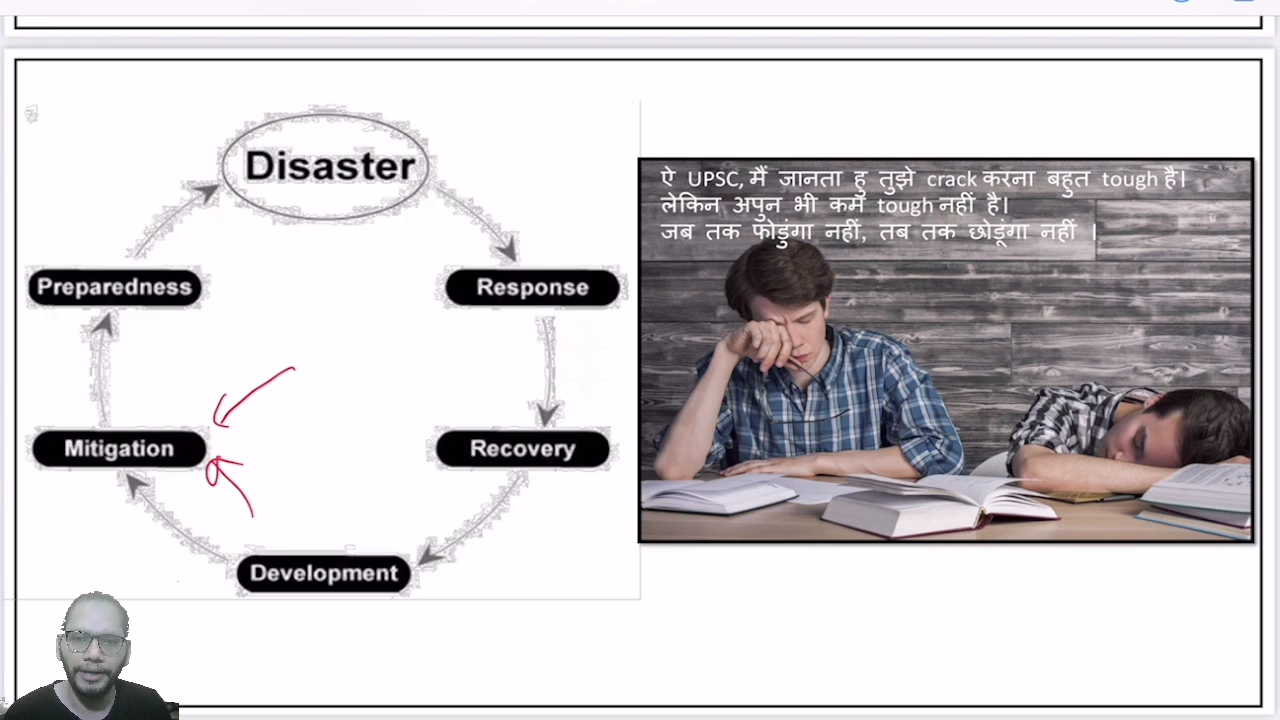 Disaster
Preparedness
Response
Mitigation
Recovery
Development
ऐ UPSC, मैं जानता हु तुझे crack करना बहुत tough है।
लेकिन अपुन भी कम tough नहीं है।
जब तक फोडुंगा नहीं, तब तक छोडूंगा नहीं ।